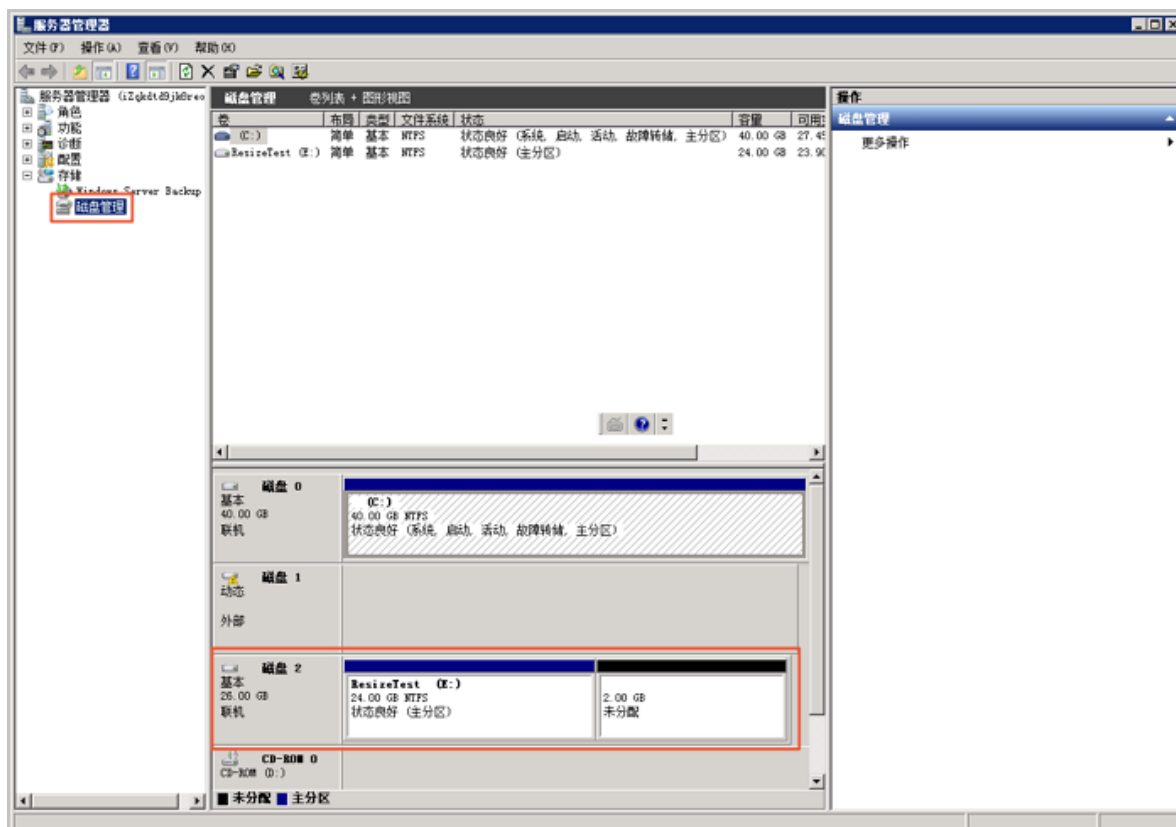 服务器管理器
文件(F) 操作(A) 查看(V) 帮助(H)
服务器管理器 (iZgkdtd9jk8reo
角色
功能
诊断
配置
存储
Windows Server Backup
磁盘管理
磁盘管理 卷列表 + 图形视图
卷 布局 类型 文件系统 状态 容量 可用
(C:) 简单 基本 NTFS 状态良好 (系统, 启动, 活动, 故障转储, 主分区) 40.00 GB 27.45
ResizeTest (E:) 简单 基本 NTFS 状态良好 (主分区) 24.00 GB 23.90
磁盘 0
基本
40.00 GB
联机
(C:)
40.00 GB NTFS
状态良好 (系统, 启动, 活动, 故障转储, 主分区)
磁盘 1
动态
外部
磁盘 2
基本
26.00 GB
联机
ResizeTest (E:)
24.00 GB NTFS
状态良好 (主分区)
2.00 GB
未分配
CD-ROM 0
CD-ROM (D:)
未分配 主分区
操作
磁盘管理
更多操作